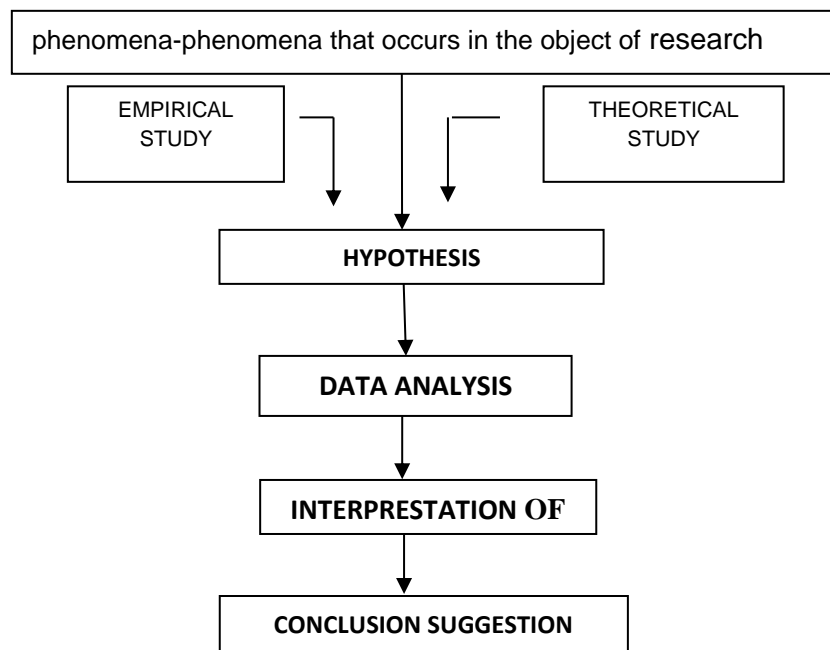 phenomena-phenomena that occurs in the object of research
EMPIRICAL
STUDY
THEORETICAL
STUDY
HYPOTHESIS
DATA ANALYSIS
INTERPRESTATION OF
CONCLUSION SUGGESTION